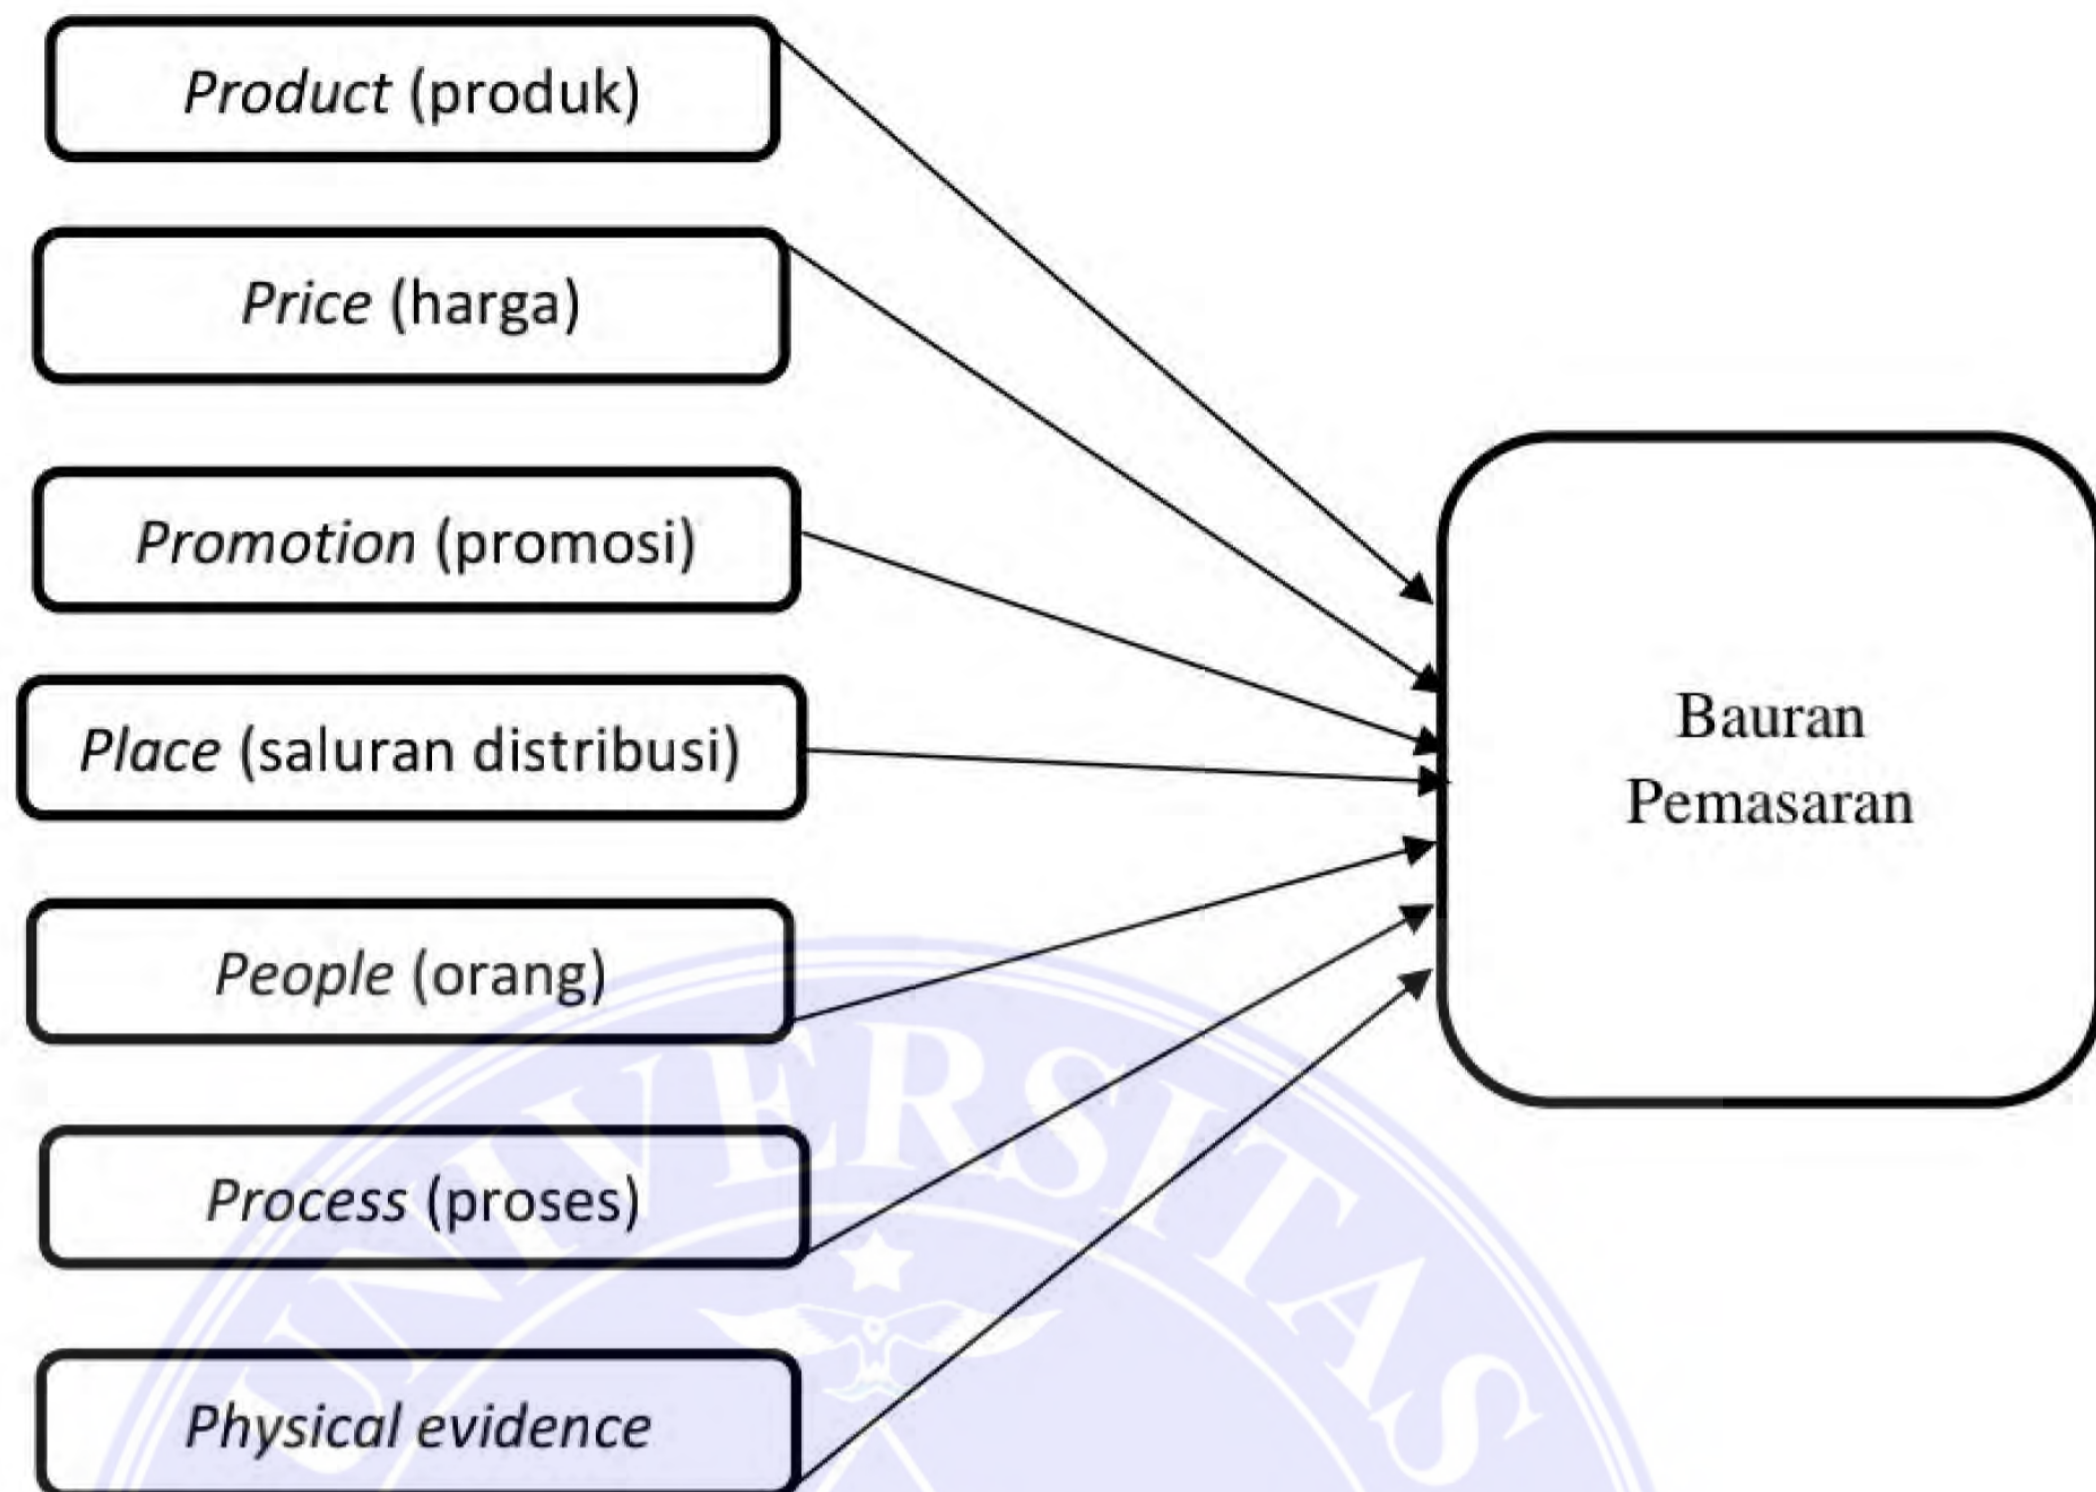 Product (produk)
Price (harga)
Promotion (promosi)
Place (saluran distribusi)
People (orang)
Process (proses)
Physical evidence
Bauran
Pemasaran
UNIVERSITAS